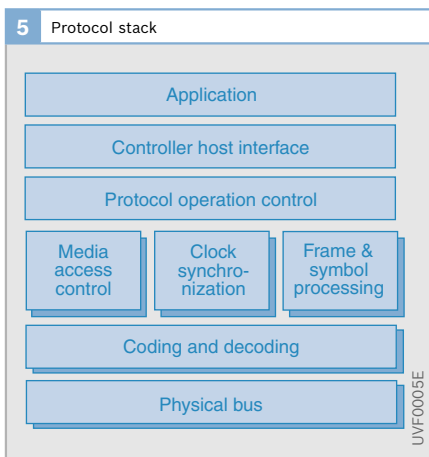 5 Protocol stack
Application
Controller host interface
Protocol operation control
Media
access
control
Clock
synchro-
nization
Frame &
symbol
processing
Coding and decoding
Physical bus
UVF0005E